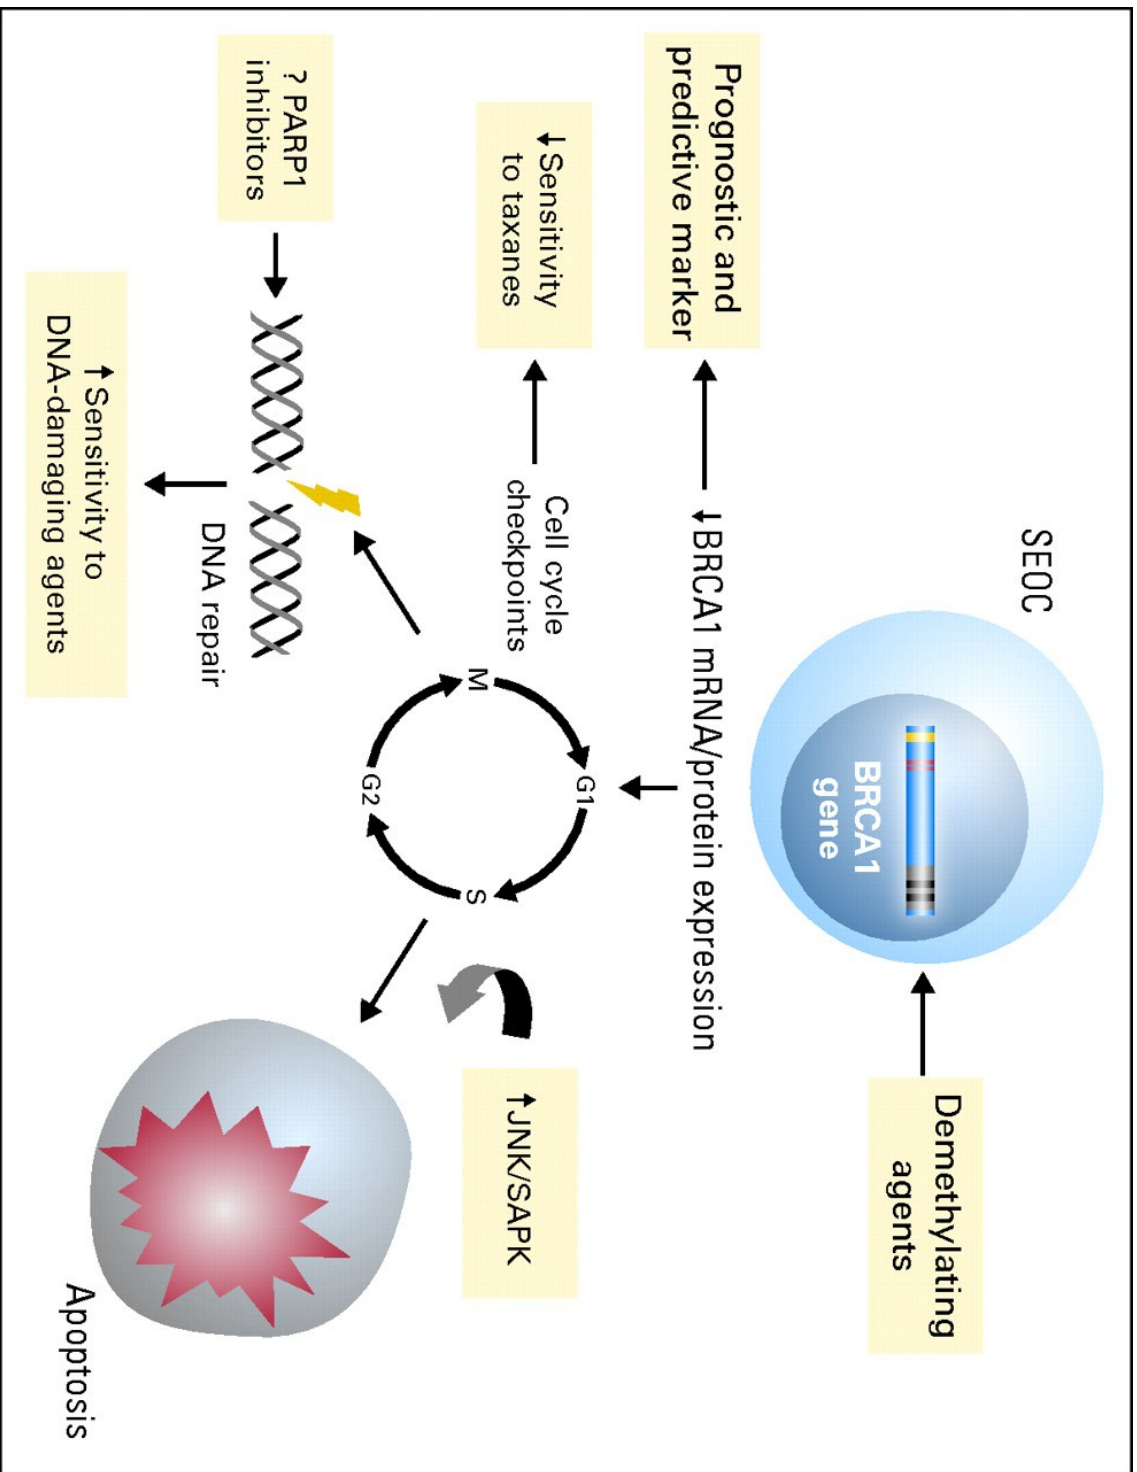 SEOC
BRCA1
gene
Demethylating
agents
Prognostic and
predictive marker
↓BRCA1 mRNA/protein expression
↓Sensitivity
to taxanes
Cell cycle
checkpoints
G1
M
S
G2
↑JNK/SAPK
? PARP1
inhibitors
DNA repair
↑Sensitivity to
DNA-damaging agents
Apoptosis